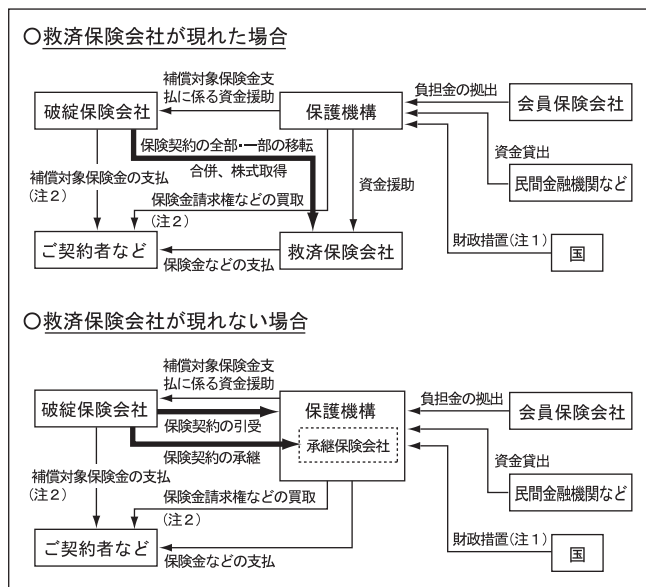 ○救済保険会社が現れた場合
補償対象保険金支
払に係る資金援助
負担金の拠出
破綻保険会社
保護機構
会員保険会社
保険契約の全部・一部の移転
合併、株式取得
資金貸出
補償対象保険金の支払
(注2)
保険金請求権などの買取
(注2)
資金援助
民間金融機関など
財政措置(注1)
ご契約者など
救済保険会社
国
保険金などの支払
○救済保険会社が現れない場合
補償対象保険金支
払に係る資金援助
負担金の拠出
破綻保険会社
保護機構
会員保険会社
保険契約の引受
承継保険会社
保険契約の承継
資金貸出
補償対象保険金の支払
(注2)
保険金請求権などの買取
(注2)
民間金融機関など
財政措置(注1)
ご契約者など
国
保険金などの支払